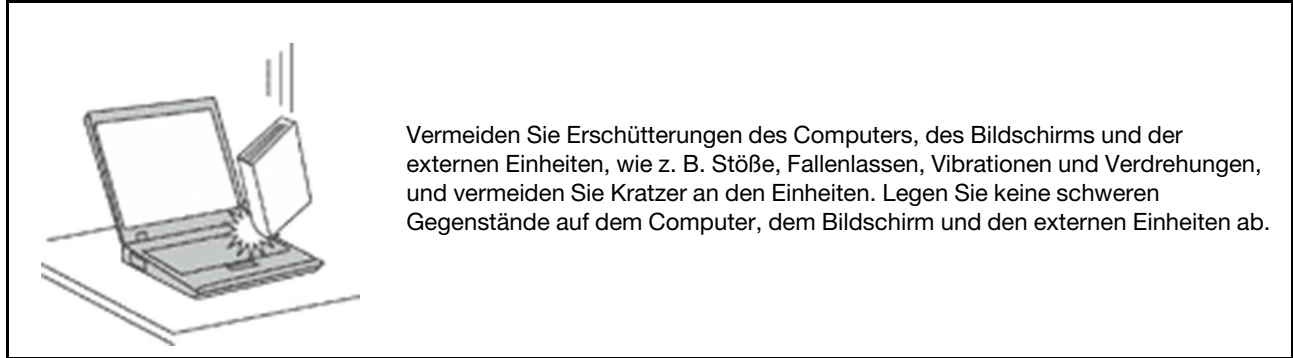 Vermeiden Sie Erschütterungen des Computers, des Bildschirms und der
externen Einheiten, wie z. B. Stöße, Fallenlassen, Vibrationen und Verdrehungen,
und vermeiden Sie Kratzer an den Einheiten. Legen Sie keine schweren
Gegenstände auf dem Computer, dem Bildschirm und den externen Einheiten ab.